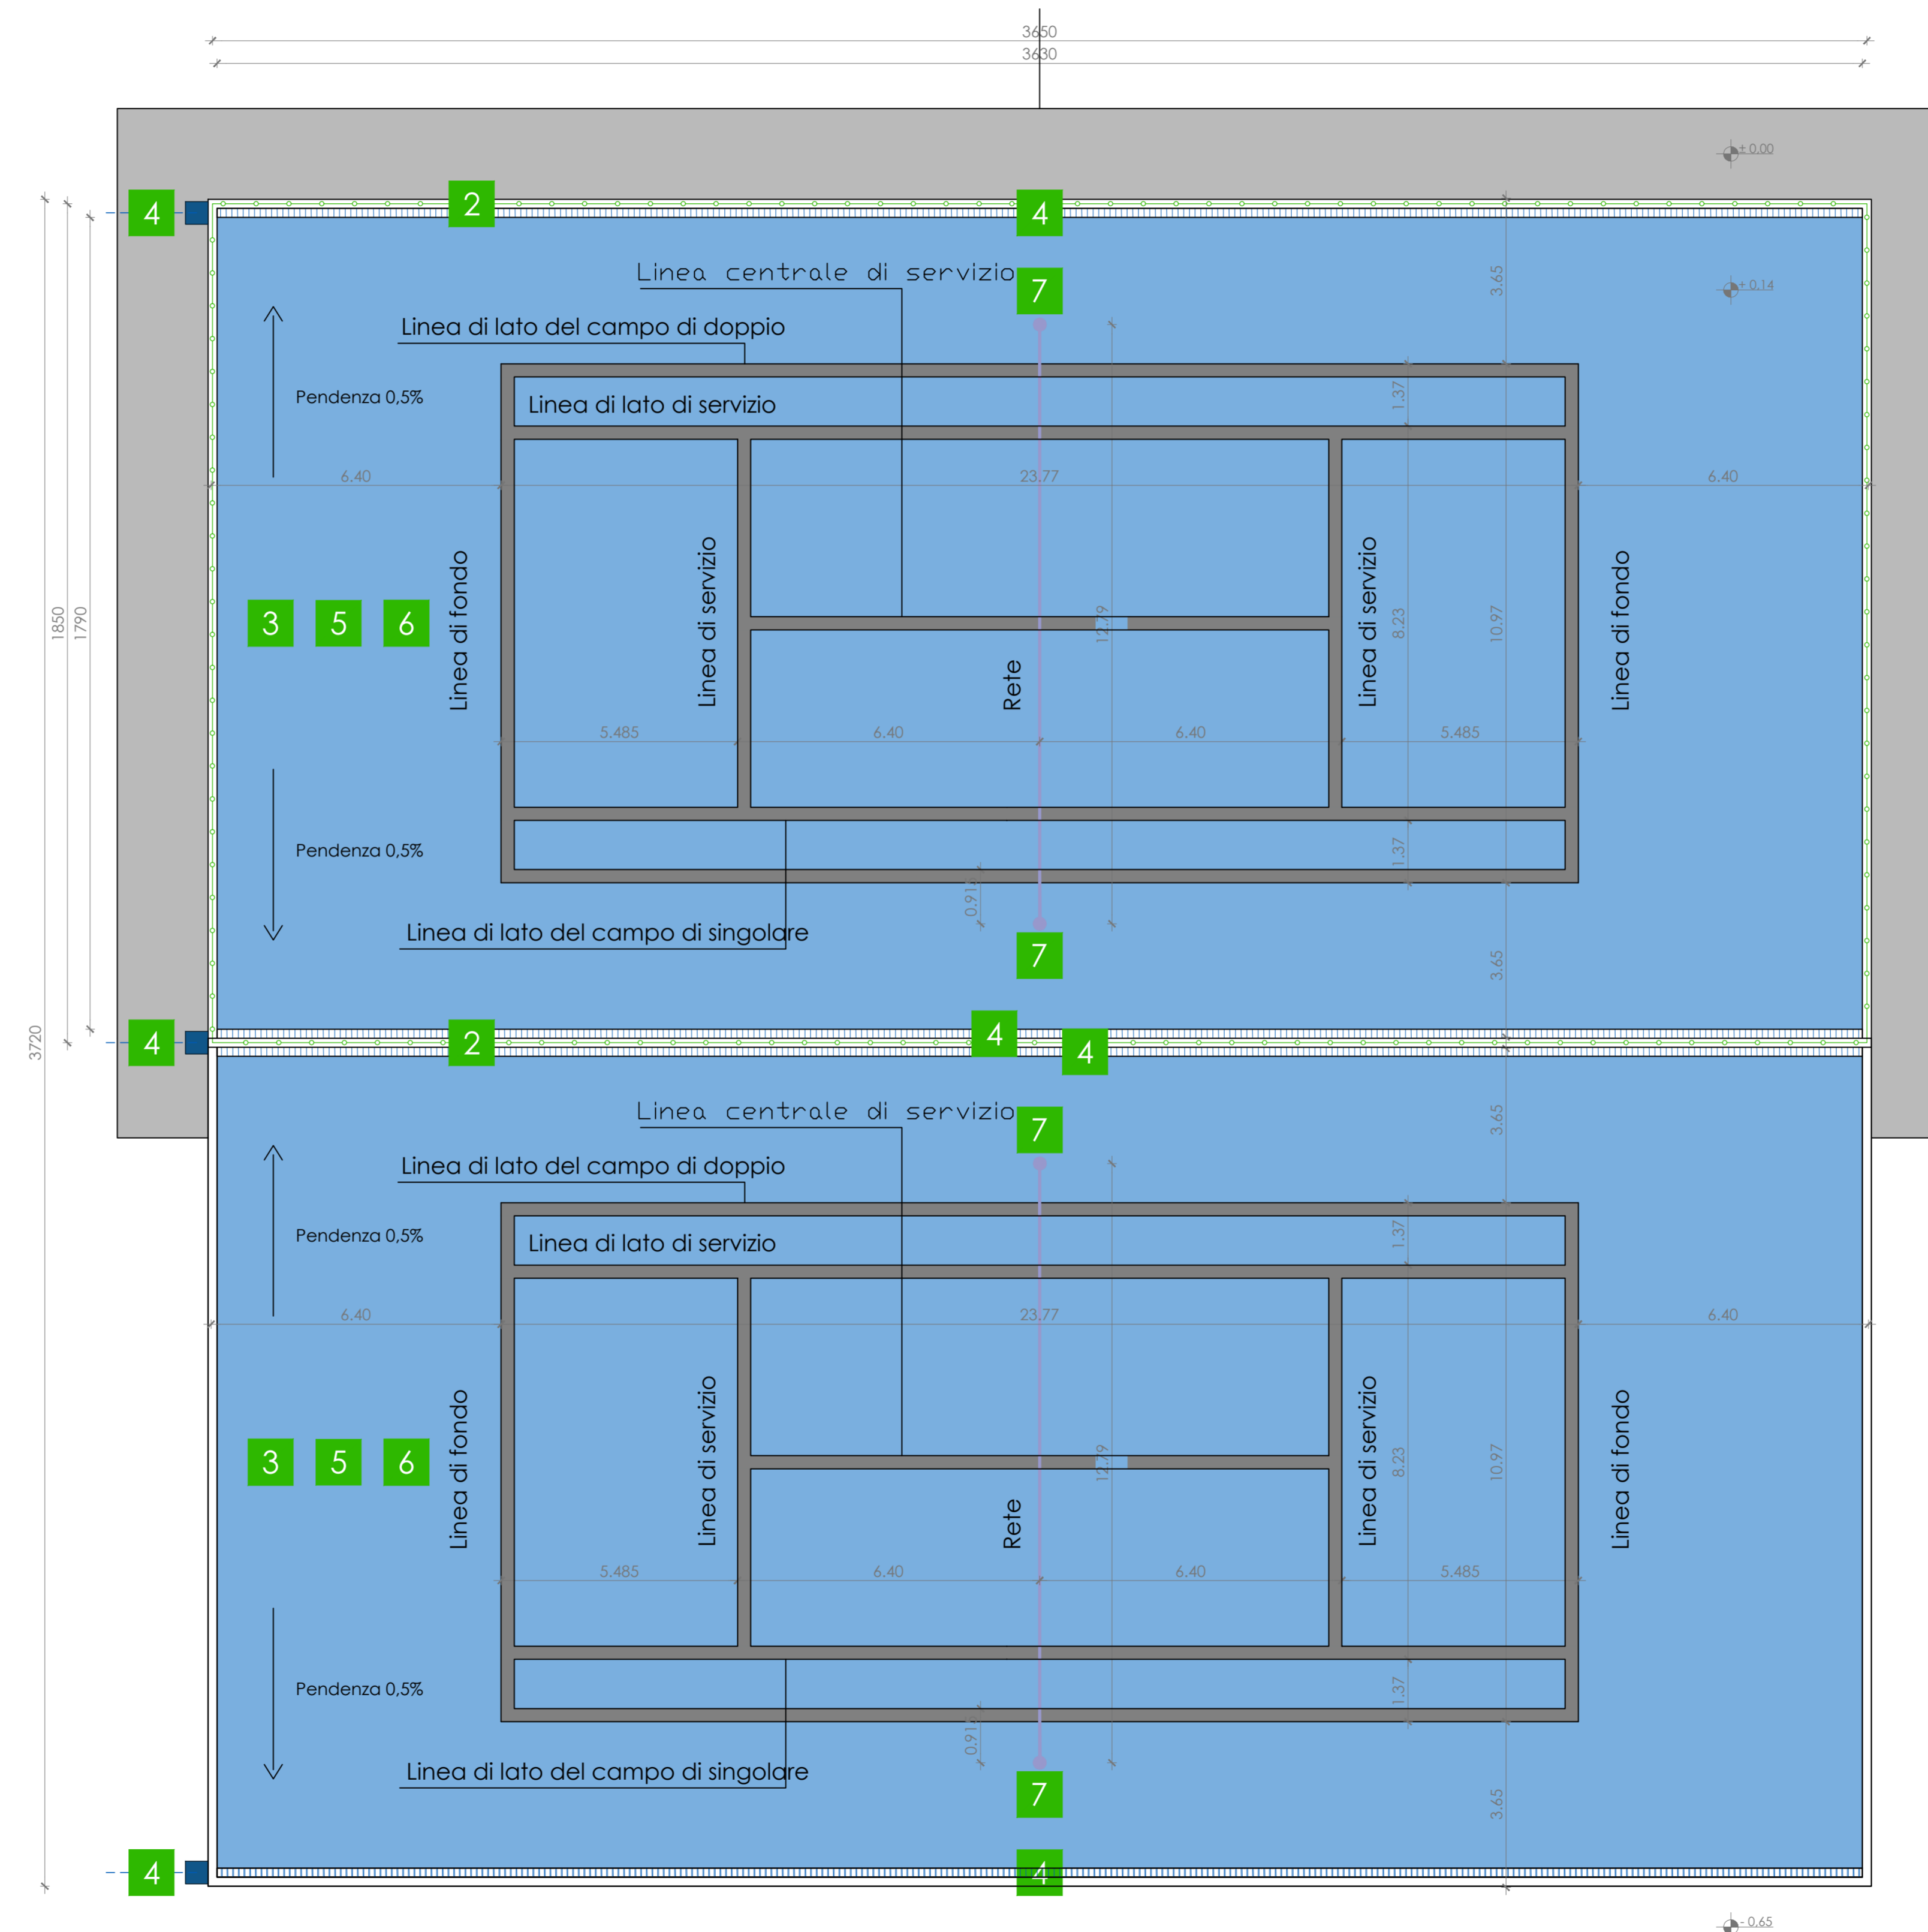 3650
3630
± 0.00
4
2
4
Linea centrale di servizio
7
3.65
+ 0.14
Linea di lato del campo di doppio
Pendenza 0,5%
Linea di lato di servizio
1.37
6.40
23.77
6.40
1850
1790
3
5
6
Linea di fondo
Linea di servizio
12.79
Linea di servizio
8.23
10.97
Linea di fondo
Rete
5.485
6.40
6.40
5.485
Pendenza 0,5%
1.37
Linea di lato del campo di singolare
7
3.65
3720
4
2
4
4
Linea centrale di servizio
7
3.65
Linea di lato del campo di doppio
Pendenza 0,5%
Linea di lato di servizio
1.37
6.40
23.77
6.40
3
5
6
Linea di fondo
Linea di servizio
12.79
Linea di servizio
8.23
10.97
Linea di fondo
Rete
5.485
6.40
6.40
5.485
Pendenza 0,5%
1.37
Linea di lato del campo di singolare
7
3.65
4
4
- 0.65